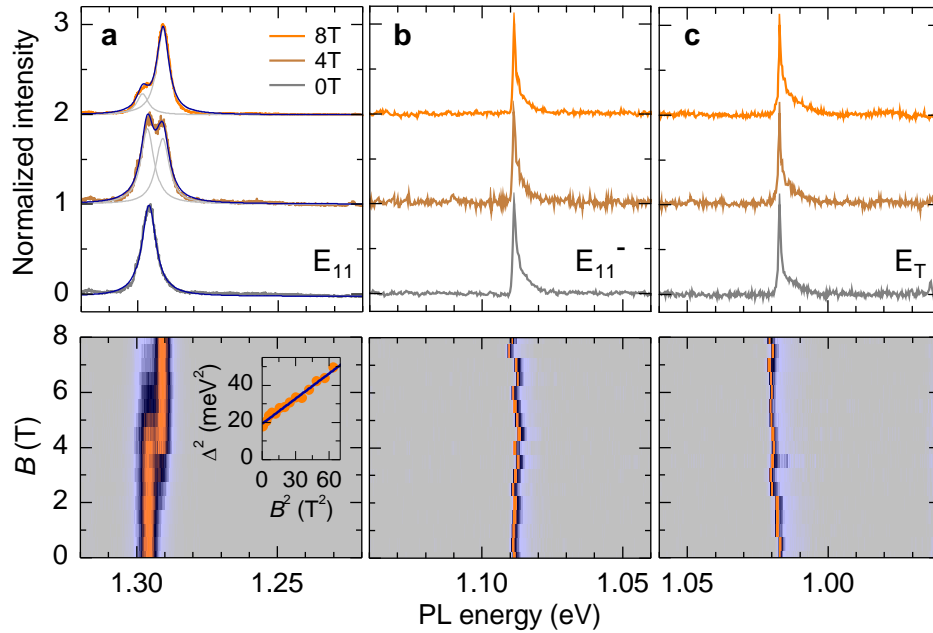 Normalized intensity
3
2
1
0
a
8T
4T
0T
E11
b
E11-
c
ET
B (T)
8
6
4
2
0
Δ2 (meV2)
40
20
0
0 30 60
B2 (T2)
1.30 1.25 1.10 1.05 1.05 1.00
PL energy (eV)